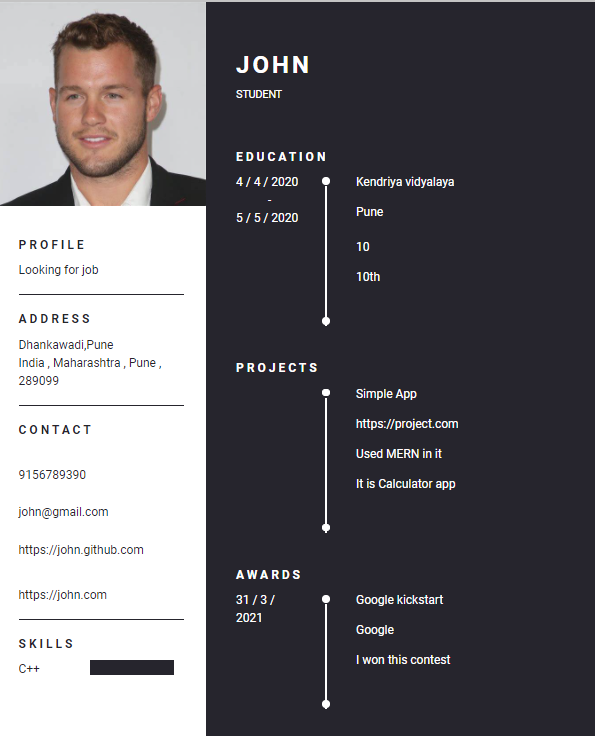 JOHN
STUDENT
PROFILE
Looking for job
ADDRESS
Dhankawadi,Pune
India , Maharashtra , Pune ,
289099
CONTACT
9156789390
john@gmail.com
https://john.github.com
https://john.com
SKILLS
C++
EDUCATION
4 / 4 / 2020
-
5 / 5 / 2020
Kendriya vidyalaya
Pune
10
10th
PROJECTS
Simple App
https://project.com
Used MERN in it
It is Calculator app
AWARDS
31 / 3 /
2021
Google kickstart
Google
I won this contest